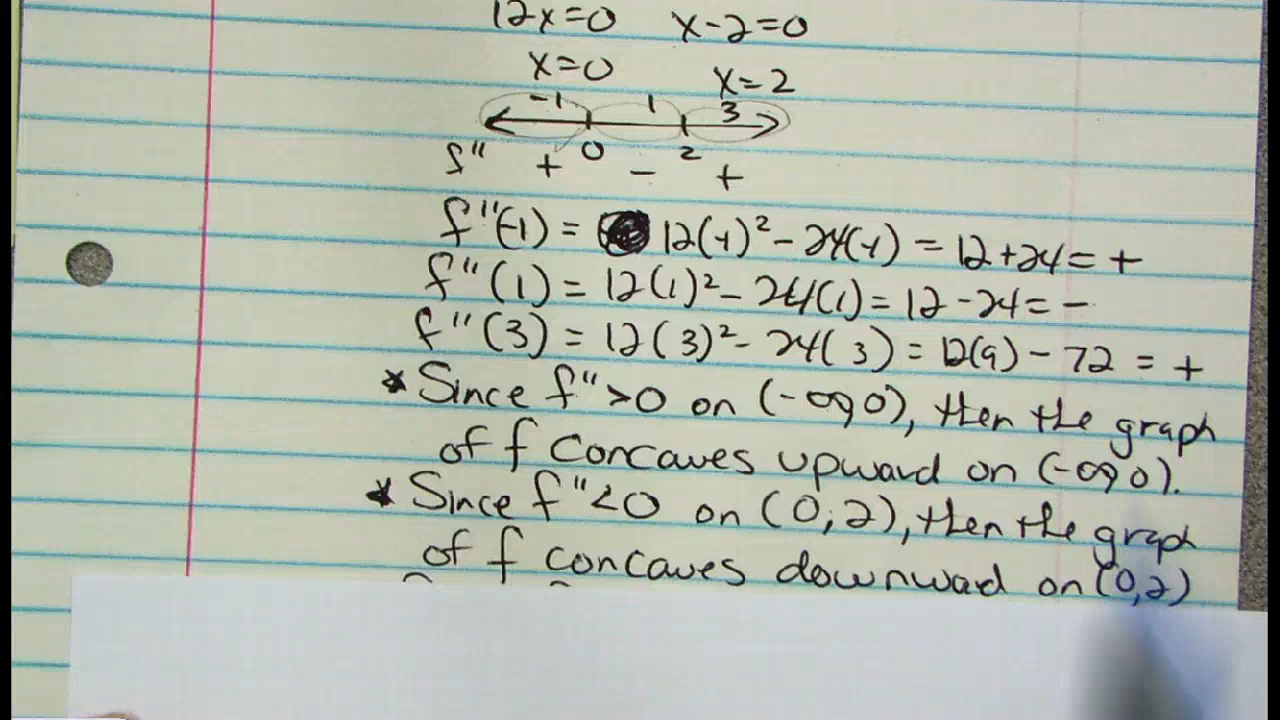 12x=0 x-2=0
x=0 x=2
-1 1 3
0 2
f" + - +
f"(-1) = 12(-1)² - 24(-1) = 12+24 = +
f"(1) = 12(1)² - 24(1) = 12-24 = -
f"(3) = 12(3)² - 24(3) = 12(9) - 72 = +
* Since f" >0 on (-∞,0), then the graph
of f concaves upward on (-∞,0).
* Since f" <0 on (0,2), then the graph
of f concaves downward on (0,2)